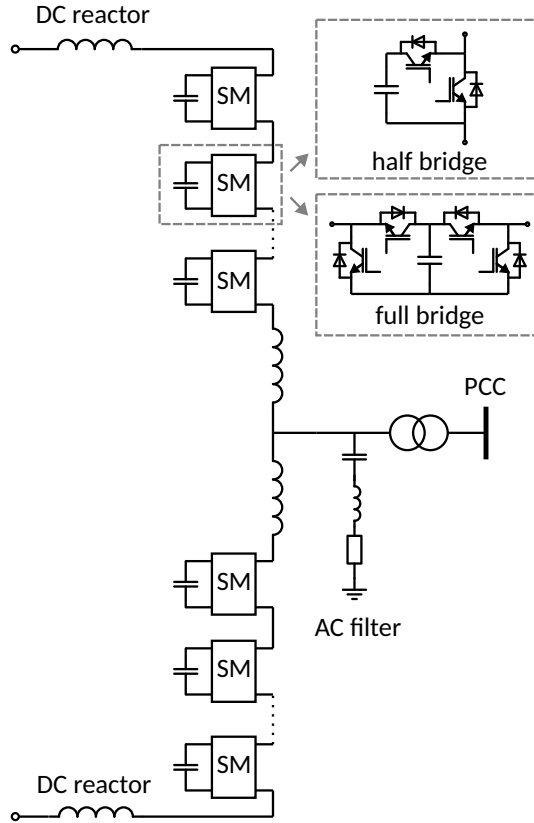 DC reactor
SM
SM
half bridge
SM
full bridge
PCC
SM
AC filter
SM
SM
DC reactor